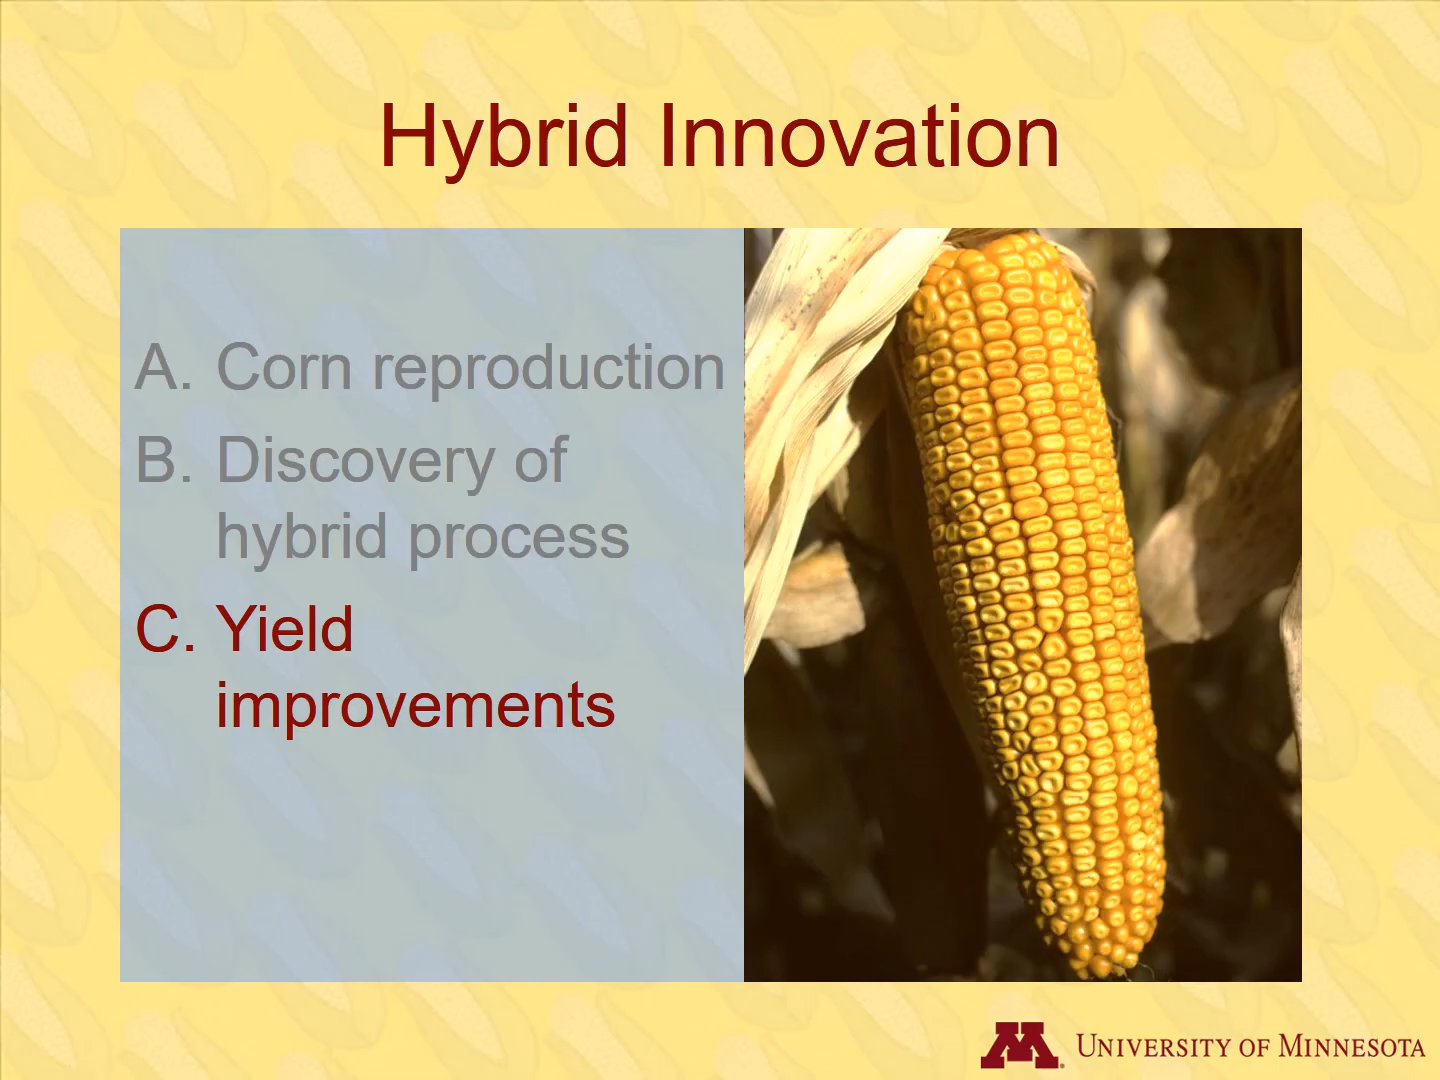 Hybrid Innovation
A. Corn reproduction
B. Discovery of
hybrid process
C. Yield
improvements
M
UNIVERSITY OF MINNESOTA